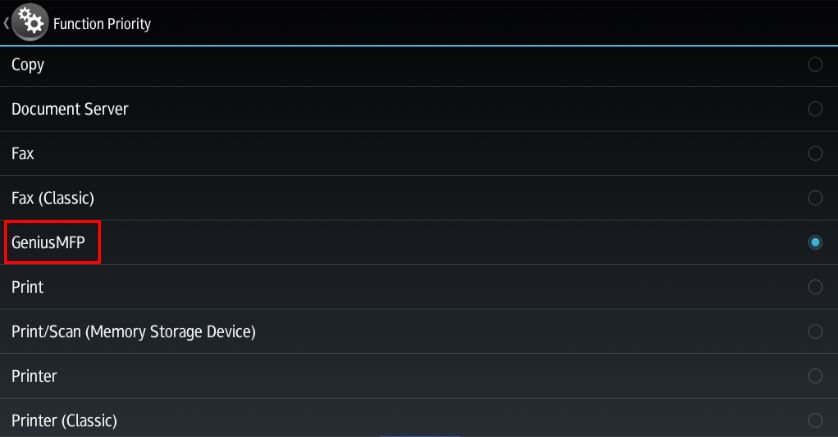 Function Priority
Copy
Document Server
Fax
Fax (Classic)
GeniusMFP
Print
Print/Scan (Memory Storage Device)
Printer
Printer (Classic)